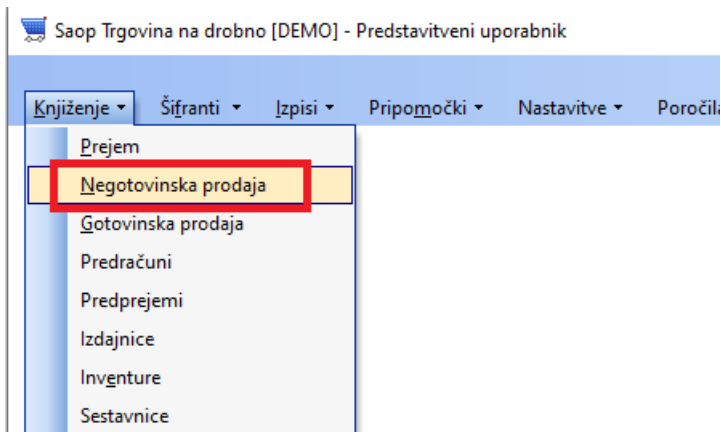 Saop Trgovina na drobno [DEMO] - Predstavitveni uporabnik
Knjiženje Šifranti Izpisi Pripomočki Nastavitve Poročila
Prejem
Negotovinska prodaja
Gotovinska prodaja
Predračuni
Predprejemi
Izdajnice
Inventure
Sestavnice